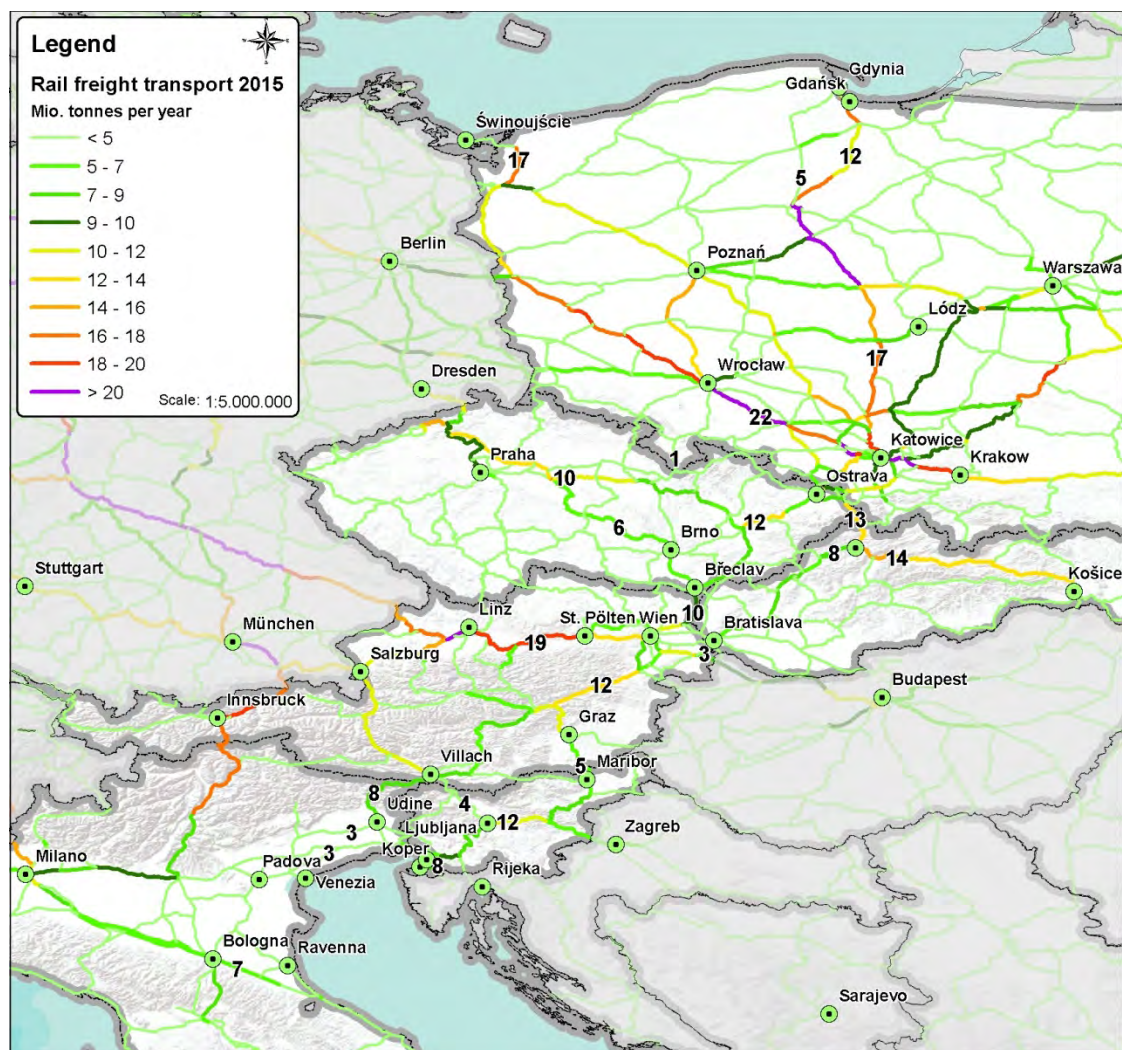 Legend
Rail freight transport 2015
Mio. tonnes per year
< 5
5 - 7
7 - 9
9 - 10
10 - 12
12 - 14
14 - 16
16 - 18
18 - 20
> 20
Scale: 1:5.000.000
Gdynia
Gdańsk
Świnoujście
17
12
5
Berlin
Poznań
Warszawa
Lódz
17
Dresden
Wrocław
22
Katowice
Krakow
Praha
1
Ostrava
10
12
13
6
Brno
8
14
Stuttgart
Břeclav
Košice
10
Linz
St. Pölten
Wien
Bratislava
19
3
München
Salzburg
12
Budapest
Innsbruck
Graz
Villach
5
Maribor
8
4
Udine
Ljubljana
12
3
Zagreb
3
Koper
8
Milano
Padova
Venezia
Rijeka
Bologna
Ravenna
7
Sarajevo